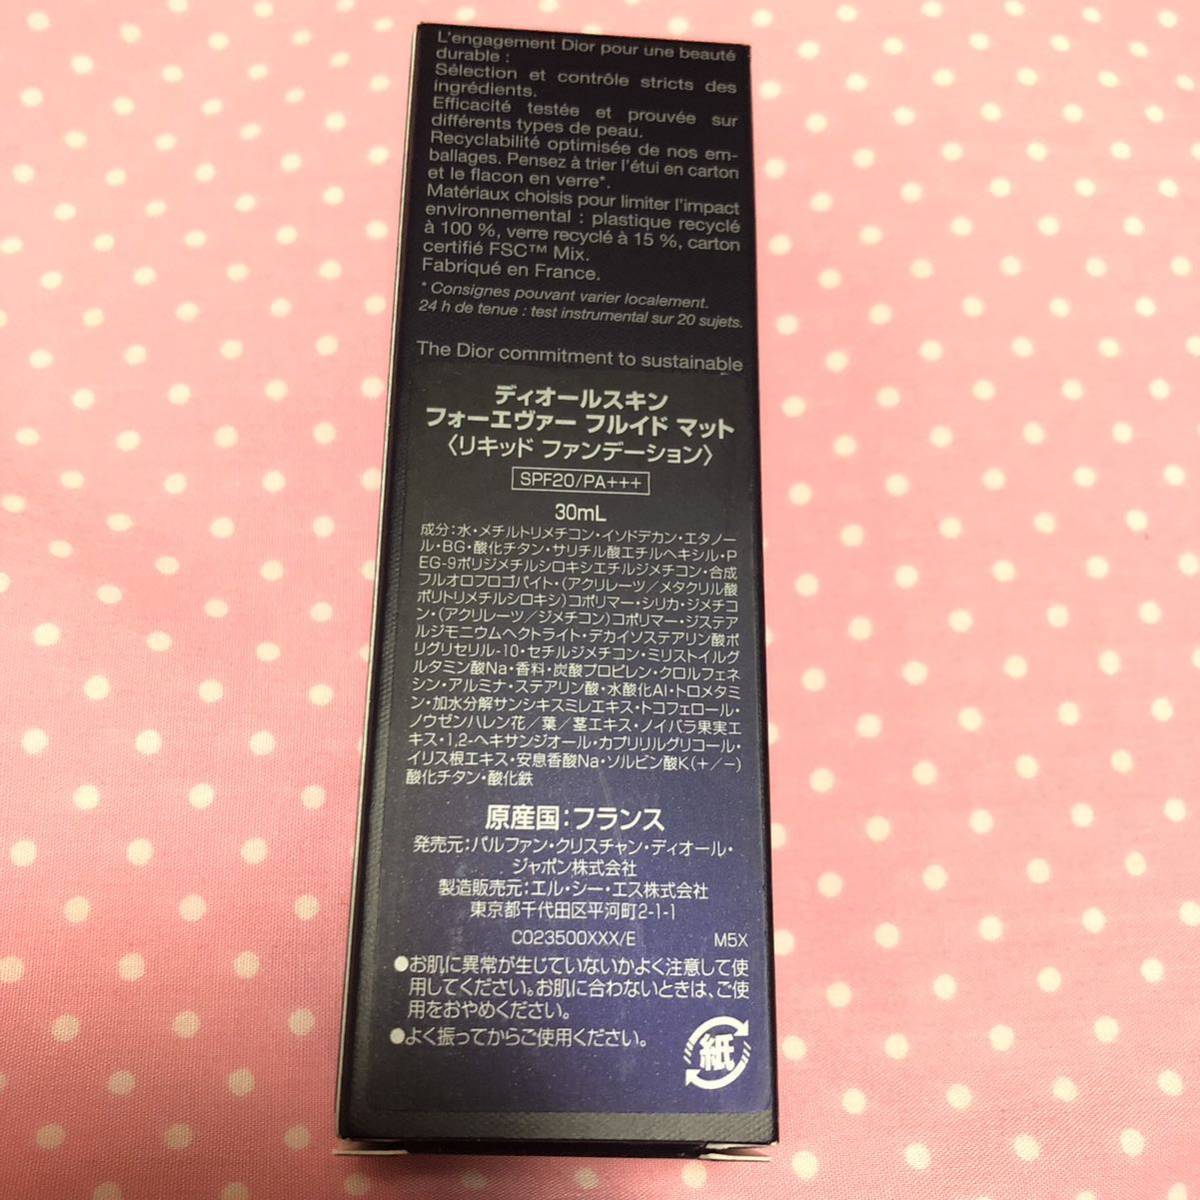 L'engagement Dior pour une beauté
durable :
Sélection et contrôle stricts des
ingrédients.
Efficacité testée et prouvée sur
différents types de peau.
Recyclabilité optimisée de nos em-
ballages. Pensez à trier l'étui en carton
et le flacon en verre*.
Matériaux choisis pour limiter l'impact
environnemental : plastique recyclé
à 100 %, verre recyclé à 15 %, carton
certifié FSC™ Mix.
Fabriqué en France.
* Consignes pouvant varier localement.
24 h de tenue : test instrumental sur 20 sujets.
The Dior commitment to sustainable
ディオールスキン
フォーエヴァー フルイド マット
〈リキッド ファンデーション〉
SPF20/PA+++
30mL
成分：水・メチルトリメチコン・イソドデカン・エタノー
ル・BG・酸化チタン・サリチル酸エチルヘキシル・P
EG-9ポリジメチルシロキシエチルジメチコン・合成
フルオロフロゴパイト・(アクリレーツ／メタクリル酸
ポリトリメチルシロキシ)コポリマー・シリカ・ジメチコ
ン・(アクリレーツ／ジメチコン)コポリマー・ジステア
ルジモニウムヘクトライト・デカイソステアリン酸ポ
リグリセリル-10・セチルジメチコン・ミリストイルグ
ルタミン酸Na・香料・炭酸プロピレン・クロルフェネ
シン・アルミナ・ステアリン酸・水酸化Al・トロメタミ
ン・加水分解サンシキスミレエキス・トコフェロール・
ノウゼンハレン花／葉／茎エキス・ノイバラ果実エ
キス・1,2-ヘキサンジオール・カプリリルグリコール・
イリス根エキス・安息香酸Na・ソルビン酸K(+/−)
酸化チタン・酸化鉄
原産国：フランス
発売元：パルファン・クリスチャン・ディオール・
ジャポン株式会社
製造販売元：エル・シー・エス株式会社
東京都千代田区平河町2-1-1
C023500XXX/E M5X
●お肌に異常が生じていないかよく注意して使
用してください。お肌に合わないときは、ご使
用をおやめください。
●よく振ってからご使用ください。
紙